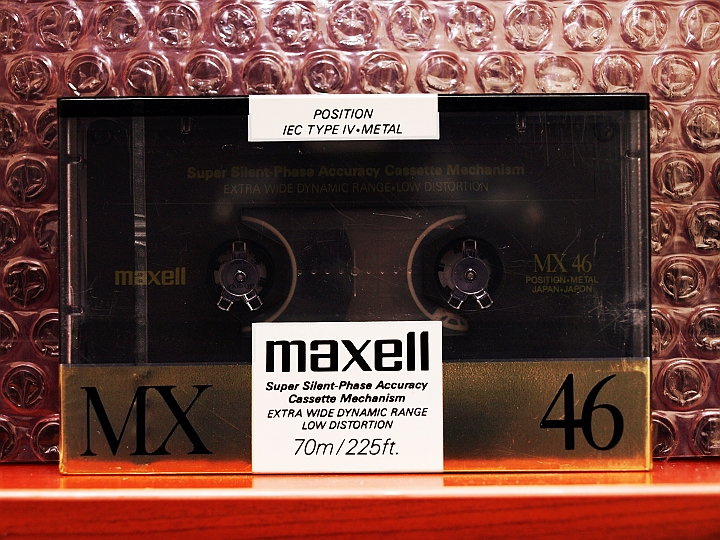 POSITION
IEC TYPE IV•METAL
Super Silent-Phase Accuracy Cassette Mechanism
EXTRA WIDE DYNAMIC RANGE•LOW DISTORTION
maxell
MX 46
POSITION•METAL
JAPAN•JAPON
maxell
Super Silent-Phase Accuracy
Cassette Mechanism
EXTRA WIDE DYNAMIC RANGE
LOW DISTORTION
70m/225ft.
MX
46